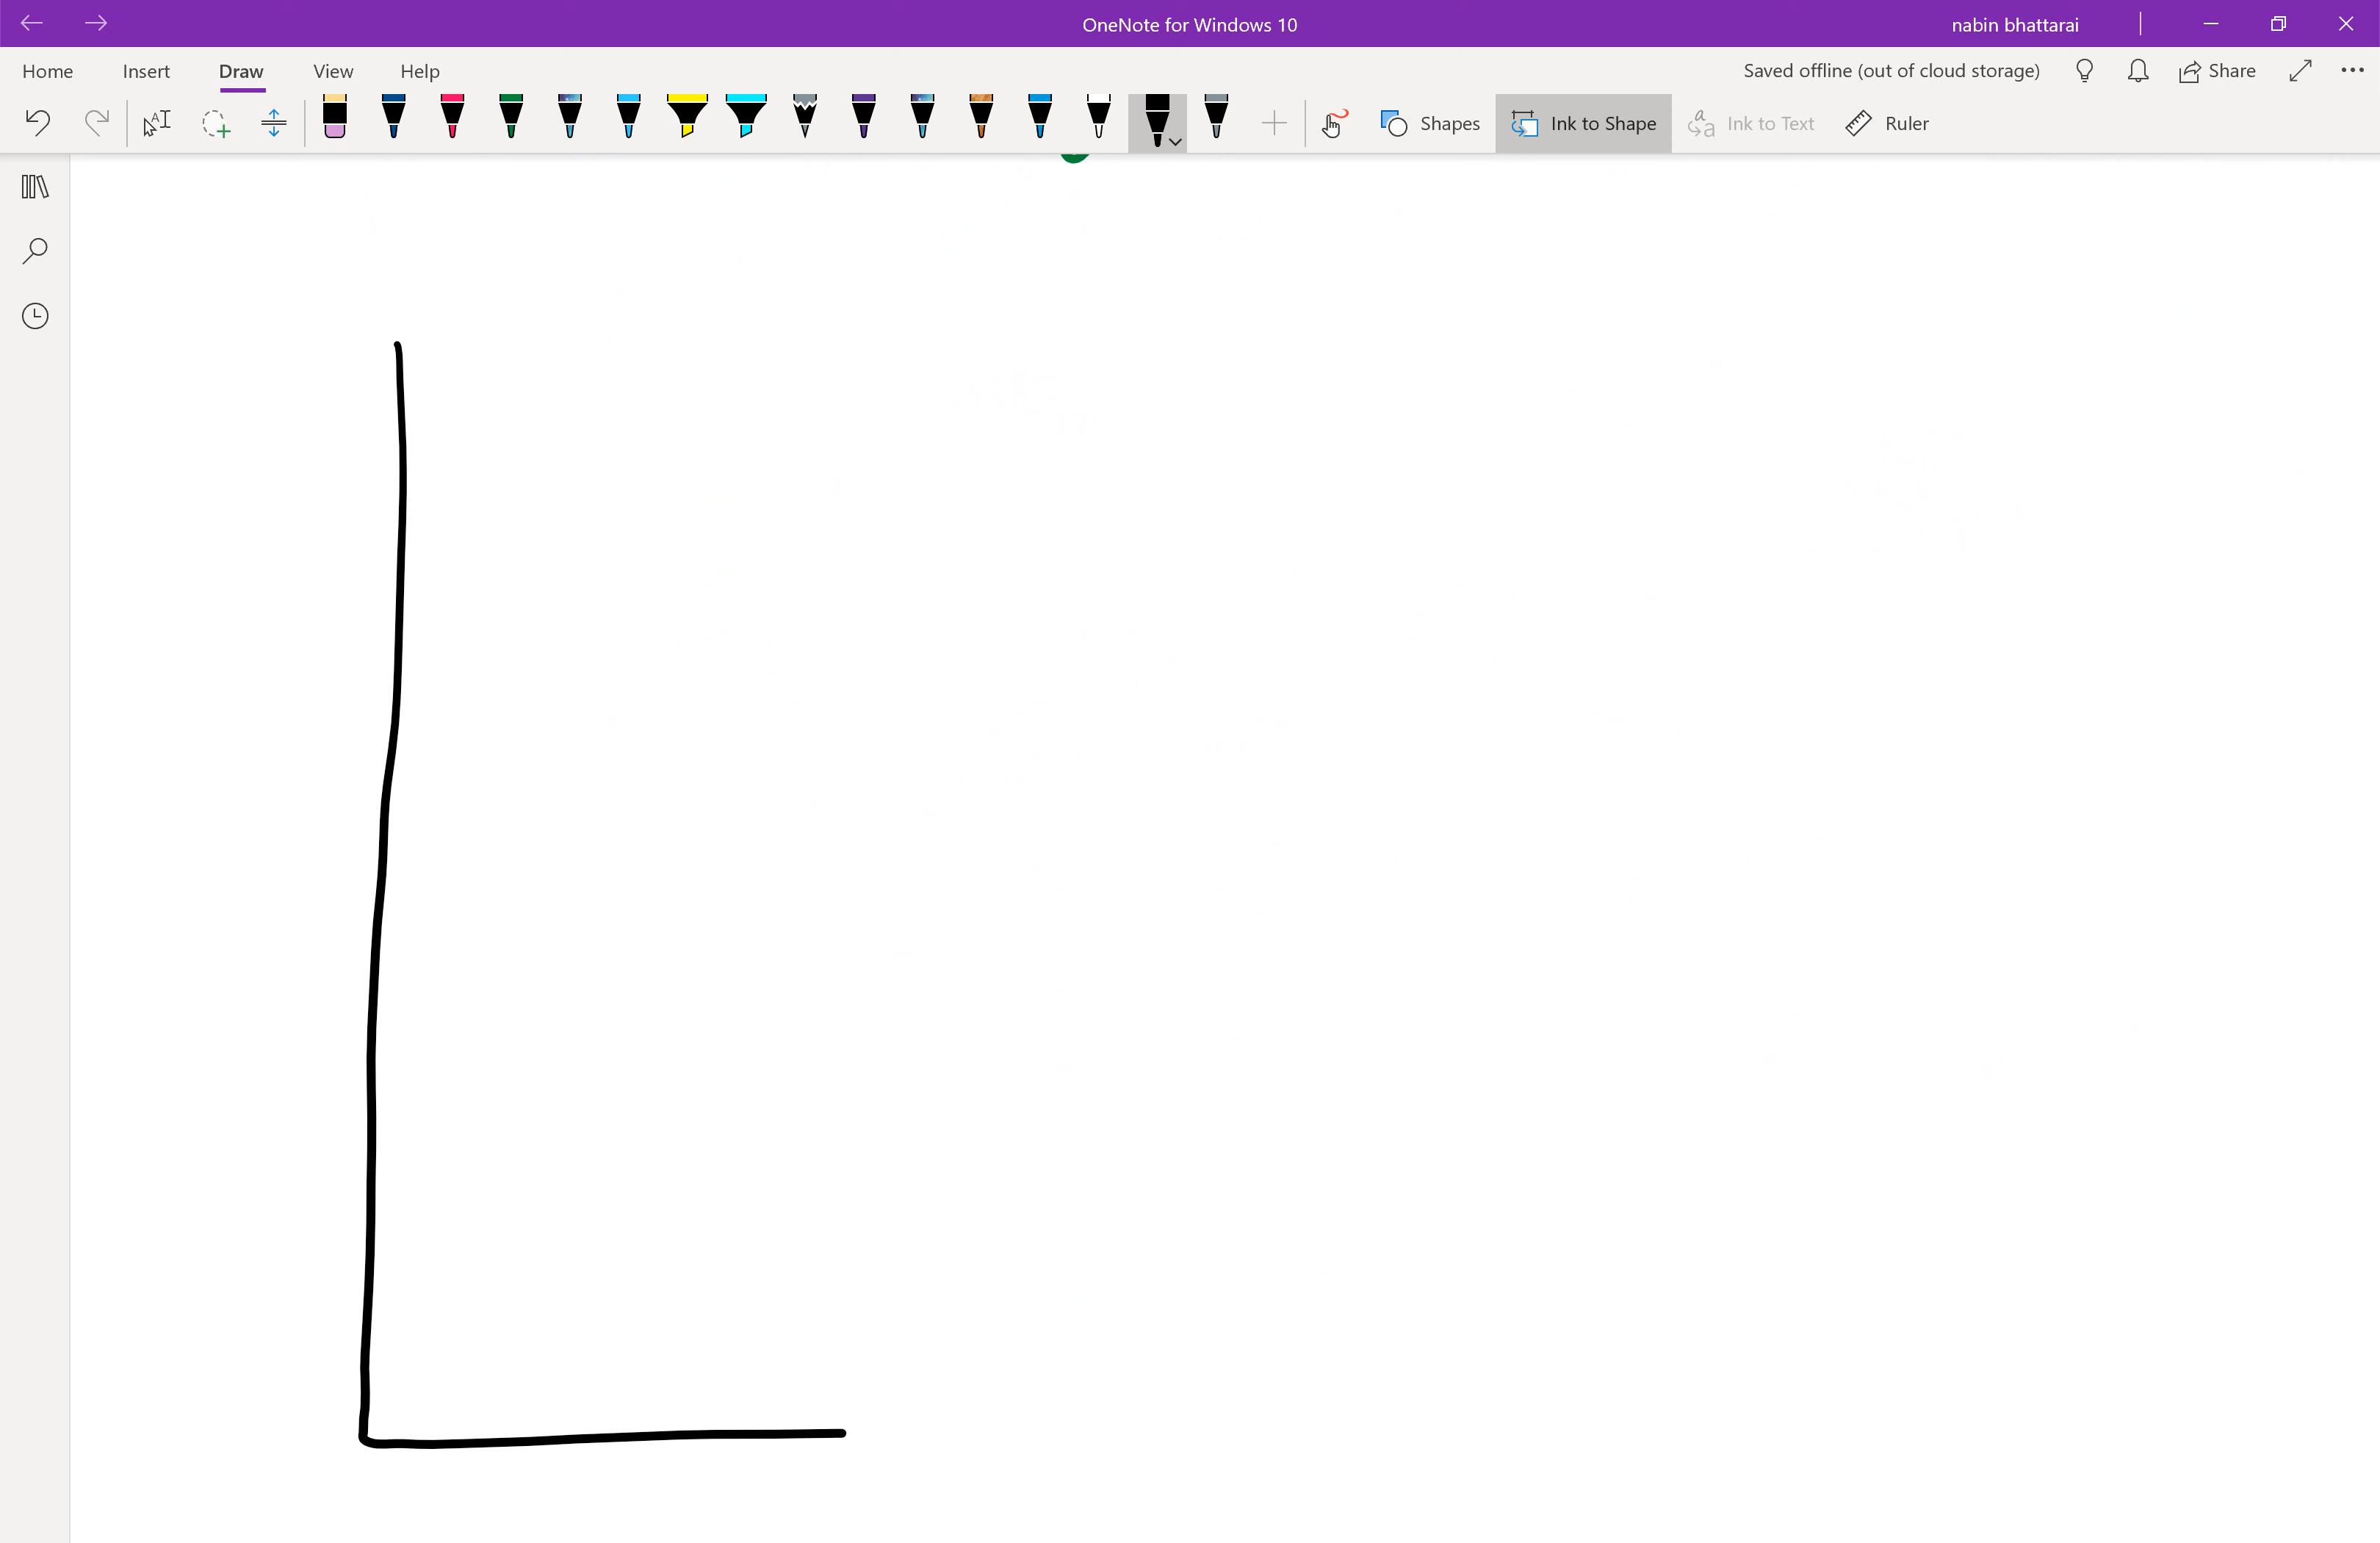 OneNote for Windows 10
nabin bhattarai
Home Insert Draw View Help
Saved offline (out of cloud storage) Share
Shapes Ink to Shape Ink to Text Ruler
L